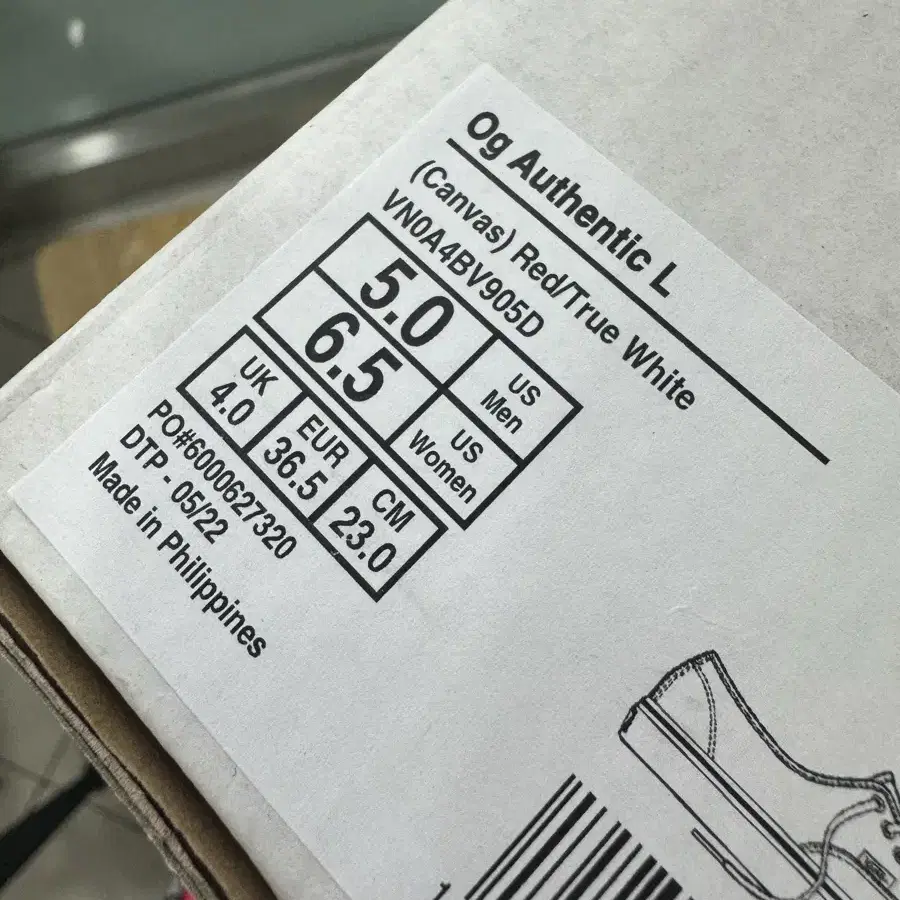 Og Authentic L
(Canvas) Red/True White
VN0A4BV905D
5.0 US Men
6.5 US Women
UK EUR CM
4.0 36.5 23.0
PO#6000627320
DTP - 05/22
Made in Philippines
1